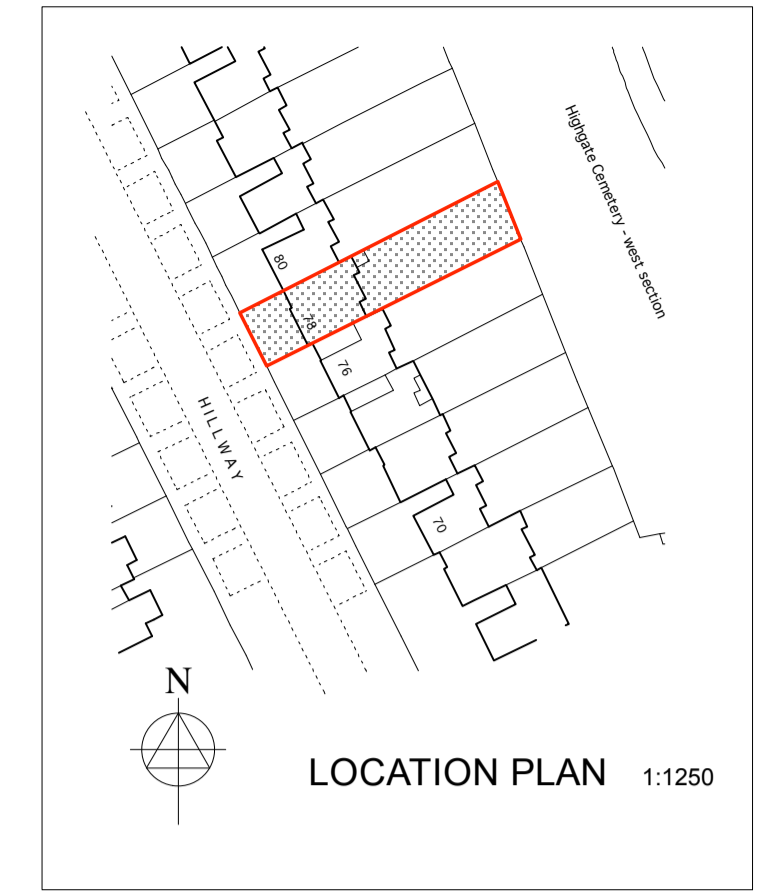 Highgate Cemetery - west section
80
78
76
HILLWAY
70
N
LOCATION PLAN 1:1250